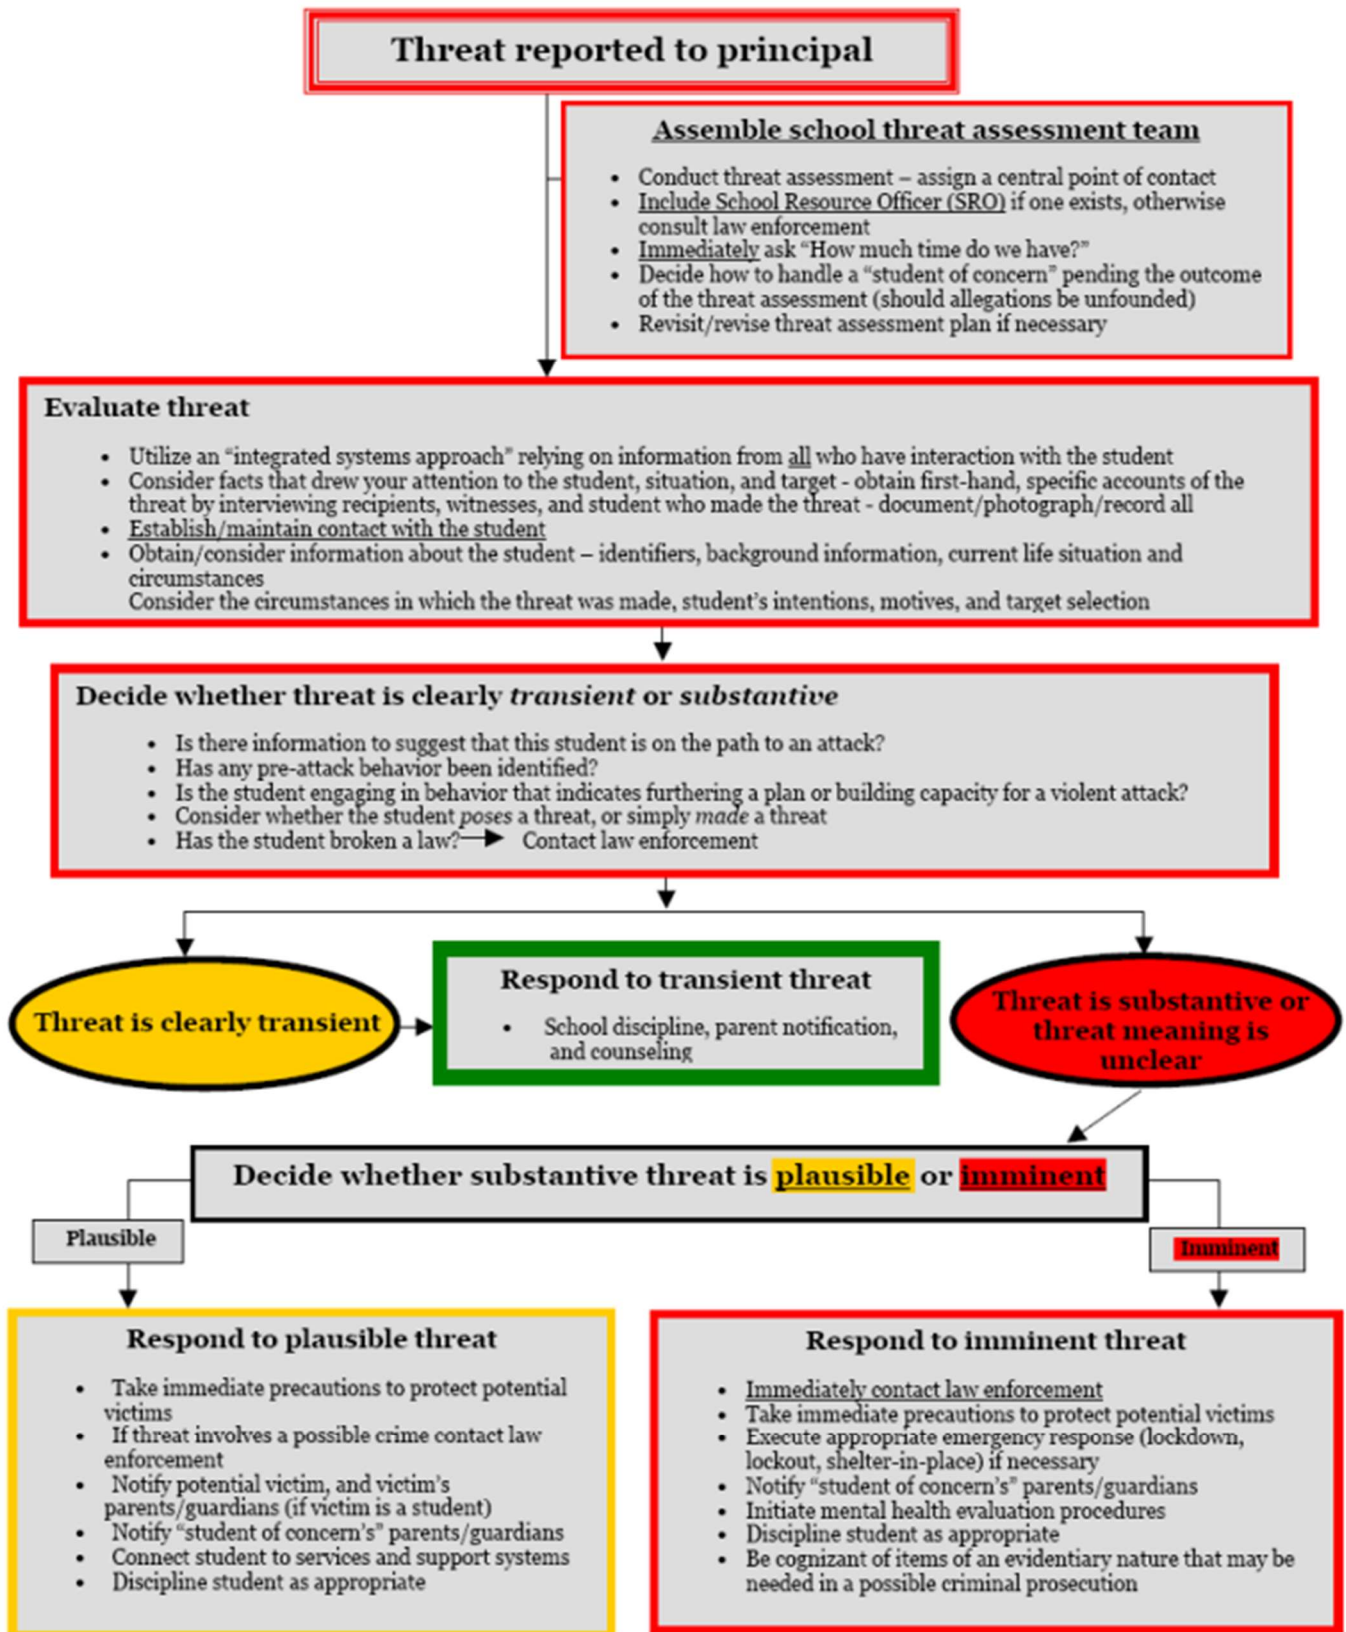 Threat reported to principal
Assemble school threat assessment team
• Conduct threat assessment – assign a central point of contact
• Include School Resource Officer (SRO) if one exists, otherwise
consult law enforcement
• Immediately ask “How much time do we have?”
• Decide how to handle a “student of concern” pending the outcome
of the threat assessment (should allegations be unfounded)
• Revisit/revise threat assessment plan if necessary
Evaluate threat
• Utilize an “integrated systems approach” relying on information from all who have interaction with the student
• Consider facts that drew your attention to the student, situation, and target - obtain first-hand, specific accounts of the
threat by interviewing recipients, witnesses, and student who made the threat - document/photograph/record all
• Establish/maintain contact with the student
• Obtain/consider information about the student – identifiers, background information, current life situation and
circumstances
Consider the circumstances in which the threat was made, student’s intentions, motives, and target selection
Decide whether threat is clearly transient or substantive
• Is there information to suggest that this student is on the path to an attack?
• Has any pre-attack behavior been identified?
• Is the student engaging in behavior that indicates furthering a plan or building capacity for a violent attack?
• Consider whether the student poses a threat, or simply made a threat
• Has the student broken a law? Contact law enforcement
Threat is clearly transient
Respond to transient threat
• School discipline, parent notification,
and counseling
Threat is substantive or
threat meaning is
unclear
Decide whether substantive threat is plausible or imminent
Plausible
Imminent
Respond to plausible threat
• Take immediate precautions to protect potential
victims
• If threat involves a possible crime contact law
enforcement
• Notify potential victim, and victim’s
parents/guardians (if victim is a student)
• Notify “student of concern’s” parents/guardians
• Connect student to services and support systems
• Discipline student as appropriate
Respond to imminent threat
• Immediately contact law enforcement
• Take immediate precautions to protect potential victims
• Execute appropriate emergency response (lockdown,
lockout, shelter-in-place) if necessary
• Notify “student of concern’s” parents/guardians
• Initiate mental health evaluation procedures
• Discipline student as appropriate
• Be cognizant of items of an evidentiary nature that may be
needed in a possible criminal prosecution